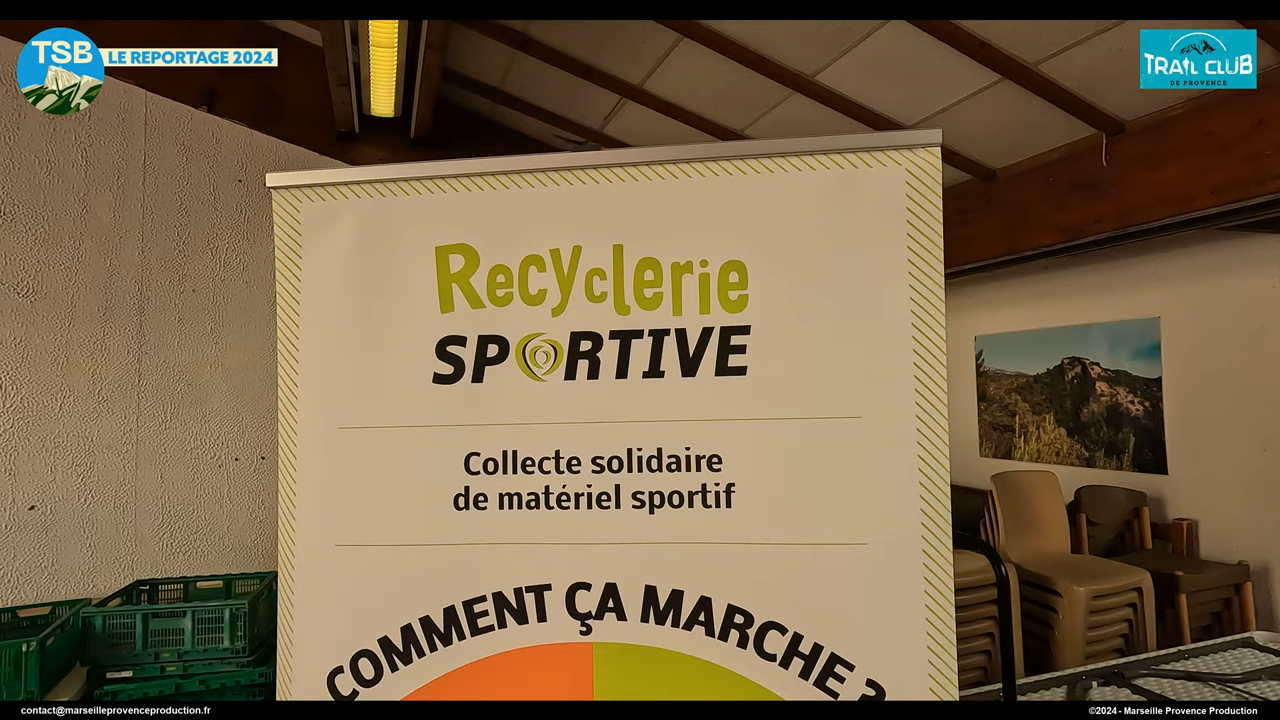 TSB LE REPORTAGE 2024
TRAIL CLUB
DE PROVENCE
Recyclerie
SPORTIVE
Collecte solidaire
de matériel sportif
COMMENT ÇA MARCHE ?
contact@marseilleprovenceproduction.fr
©2024 - Marseille Provence Production